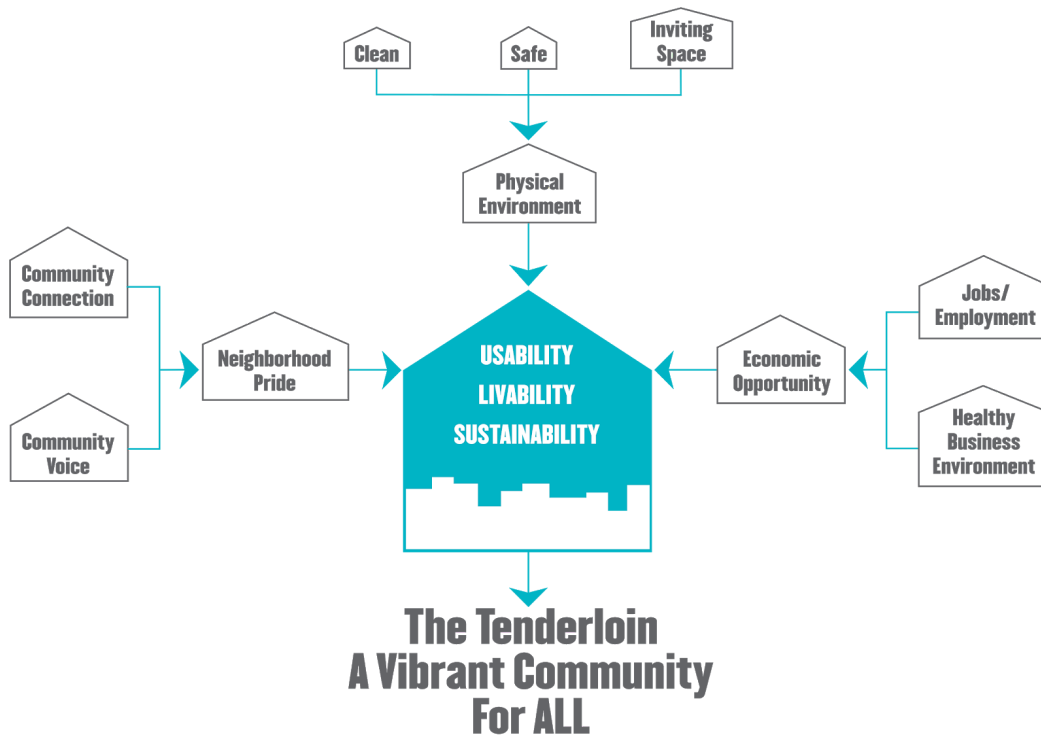 Clean
Safe
Inviting
Space
Physical
Environment
Community
Connection
Community
Voice
Neighborhood
Pride
USABILITY
LIVABILITY
SUSTAINABILITY
Economic
Opportunity
Jobs/
Employment
Healthy
Business
Environment
The Tenderloin
A Vibrant Community
For ALL